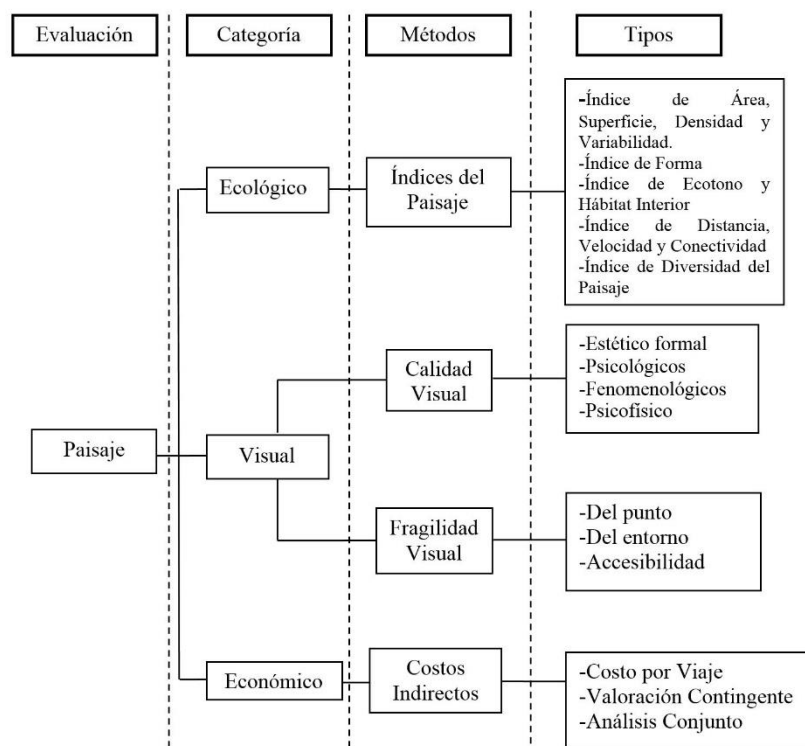 Evaluación
Categoría
Métodos
Tipos
-Índice de Área,
Superficie, Densidad y
Variabilidad.
-Índice de Forma
-Índice de Ecotono y
Hábitat Interior
-Índice de Distancia,
Velocidad y Conectividad
-Índice de Diversidad del
Paisaje
Ecológico
Índices del
Paisaje
Calidad
Visual
-Estético formal
-Psicológicos
-Fenomenológicos
-Psicofísico
Paisaje
Visual
Fragilidad
Visual
-Del punto
-Del entorno
-Accesibilidad
Económico
Costos
Indirectos
-Costo por Viaje
-Valoración Contingente
-Análisis Conjunto